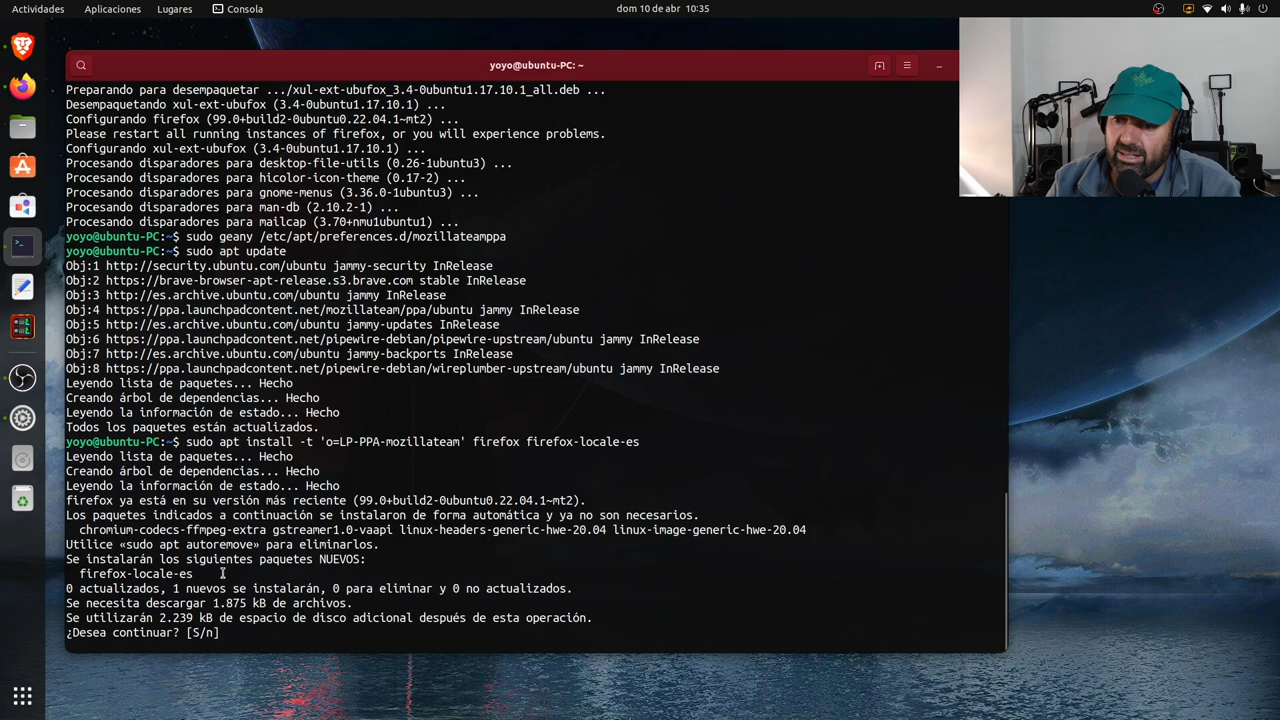 Actividades Aplicaciones Lugares Consola dom 10 de abr 10:35
yoyo@ubuntu-PC: ~
Preparando para desempaquetar .../xul-ext-ubufox_3.4-0ubuntu1.17.10.1_all.deb ...
Desempaquetando xul-ext-ubufox (3.4-0ubuntu1.17.10.1) ...
Configurando firefox (99.0+build2-0ubuntu0.22.04.1~mt2) ...
Please restart all running instances of firefox, or you will experience problems.
Configurando xul-ext-ubufox (3.4-0ubuntu1.17.10.1) ...
Procesando disparadores para desktop-file-utils (0.26-1ubuntu3) ...
Procesando disparadores para hicolor-icon-theme (0.17-2) ...
Procesando disparadores para gnome-menus (3.36.0-1ubuntu3) ...
Procesando disparadores para man-db (2.10.2-1) ...
Procesando disparadores para mailcap (3.70+nmu1ubuntu1) ...
yoyo@ubuntu-PC:~$ sudo geany /etc/apt/preferences.d/mozillateamppa
yoyo@ubuntu-PC:~$ sudo apt update
Obj:1 http://security.ubuntu.com/ubuntu jammy-security InRelease
Obj:2 https://brave-browser-apt-release.s3.brave.com stable InRelease
Obj:3 http://es.archive.ubuntu.com/ubuntu jammy InRelease
Obj:4 https://ppa.launchpadcontent.net/mozillateam/ppa/ubuntu jammy InRelease
Obj:5 http://es.archive.ubuntu.com/ubuntu jammy-updates InRelease
Obj:6 https://ppa.launchpadcontent.net/pipewire-debian/pipewire-upstream/ubuntu jammy InRelease
Obj:7 http://es.archive.ubuntu.com/ubuntu jammy-backports InRelease
Obj:8 https://ppa.launchpadcontent.net/pipewire-debian/wireplumber-upstream/ubuntu jammy InRelease
Leyendo lista de paquetes... Hecho
Creando árbol de dependencias... Hecho
Leyendo la información de estado... Hecho
Todos los paquetes están actualizados.
yoyo@ubuntu-PC:~$ sudo apt install -t 'o=LP-PPA-mozillateam' firefox firefox-locale-es
Leyendo lista de paquetes... Hecho
Creando árbol de dependencias... Hecho
Leyendo la información de estado... Hecho
firefox ya está en su versión más reciente (99.0+build2-0ubuntu0.22.04.1~mt2).
Los paquetes indicados a continuación se instalaron de forma automática y ya no son necesarios.
chromium-codecs-ffmpeg-extra gstreamer1.0-vaapi linux-headers-generic-hwe-20.04 linux-image-generic-hwe-20.04
Utilice «sudo apt autoremove» para eliminarlos.
Se instalarán los siguientes paquetes NUEVOS:
firefox-locale-es
0 actualizados, 1 nuevos se instalarán, 0 para eliminar y 0 no actualizados.
Se necesita descargar 1.875 kB de archivos.
Se utilizarán 2.239 kB de espacio de disco adicional después de esta operación.
¿Desea continuar? [S/n]